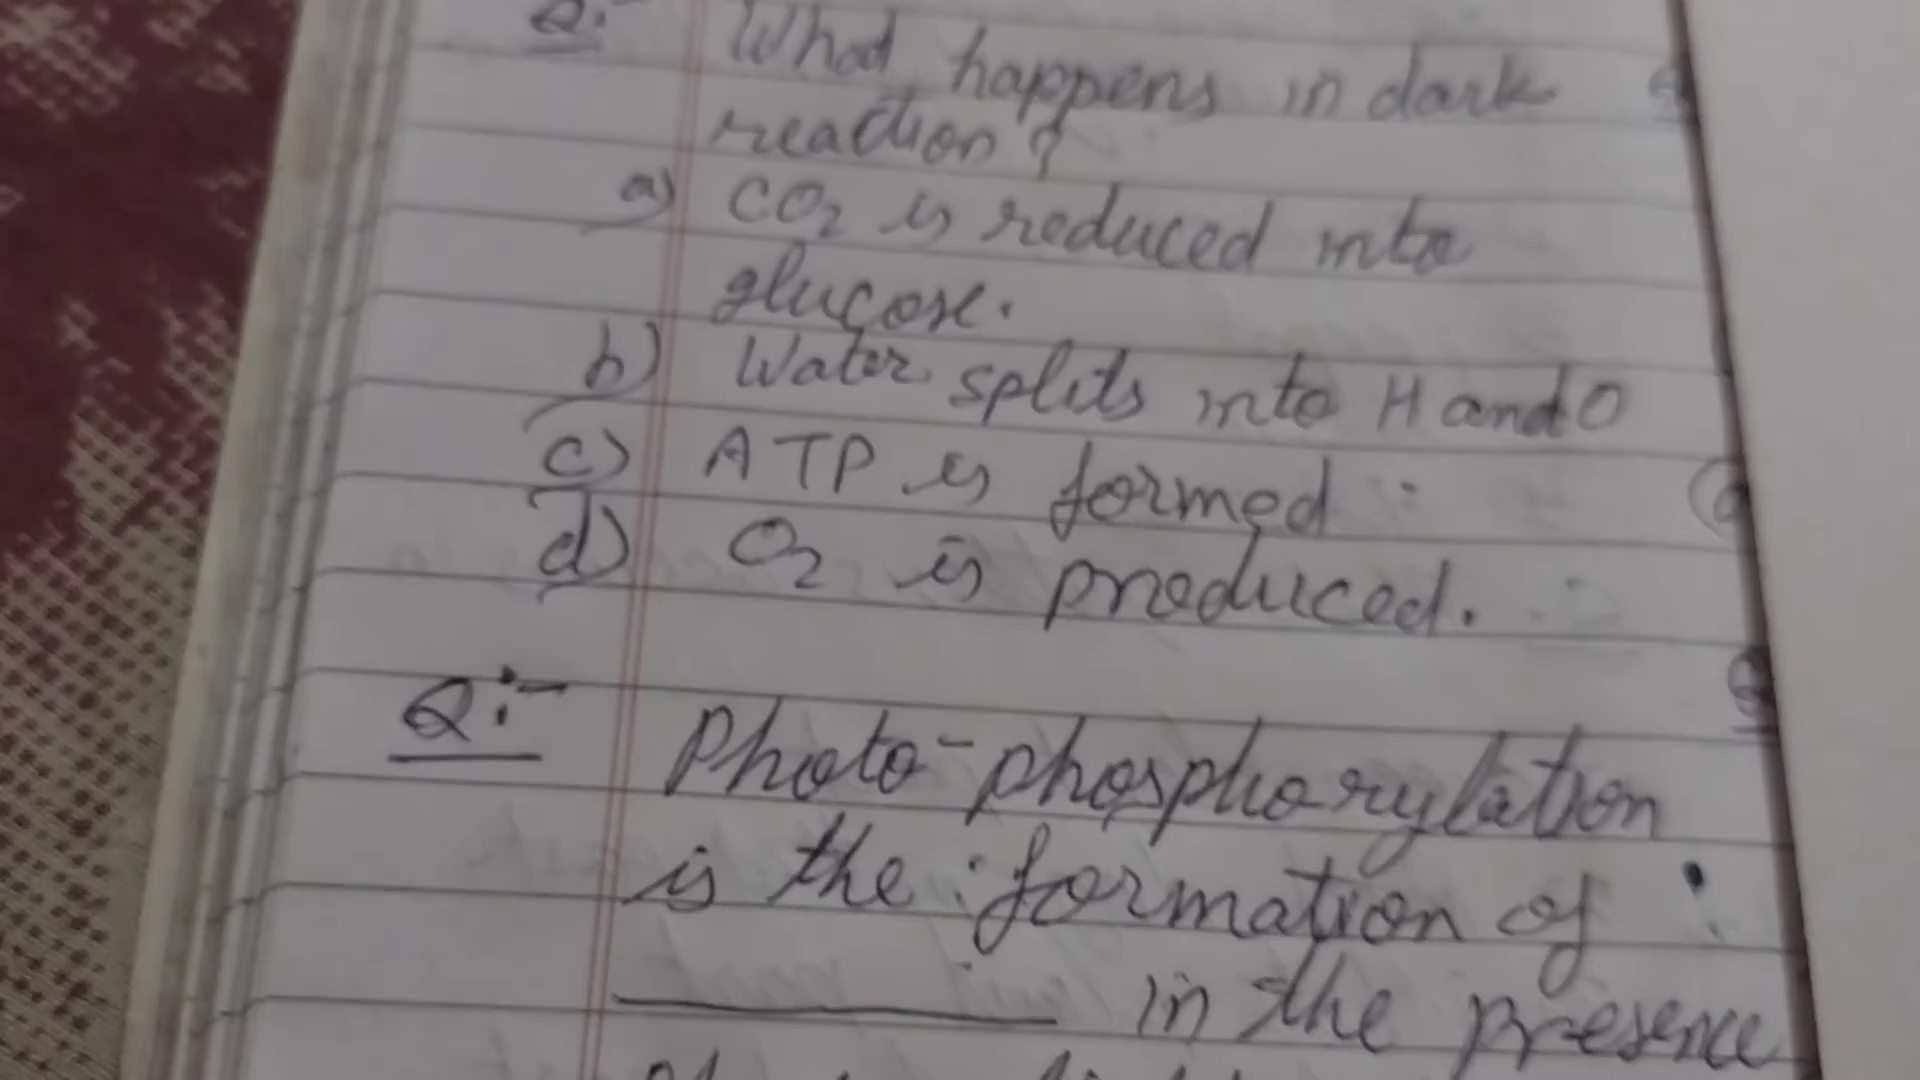 Q:-
What happens in dark
reaction?
a) CO2 is reduced into
glucose.
b) Water splits into H and O
c) ATP is formed
d) O2 is produced.
Q:- Photo-phosphorylation
is the formation of
________ in the presence